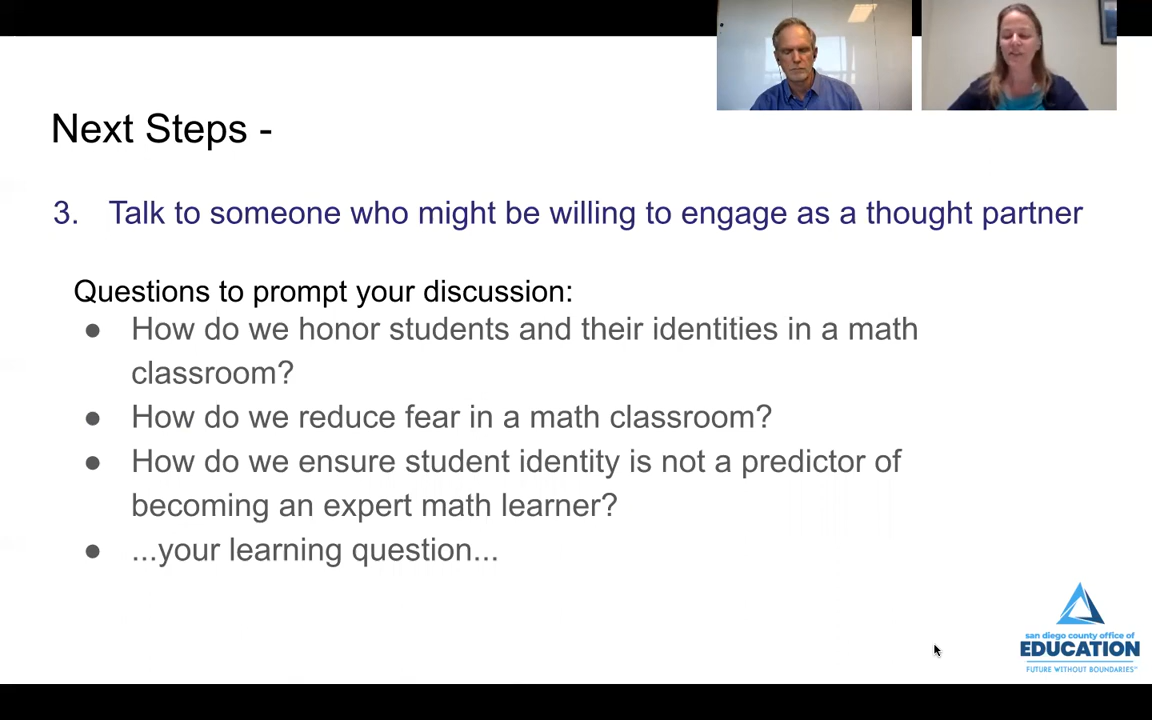 Next Steps -
3. Talk to someone who might be willing to engage as a thought partner
Questions to prompt your discussion:
● How do we honor students and their identities in a math
classroom?
● How do we reduce fear in a math classroom?
● How do we ensure student identity is not a predictor of
becoming an expert math learner?
● ...your learning question...
san diego county office of
EDUCATION
FUTURE WITHOUT BOUNDARIES™